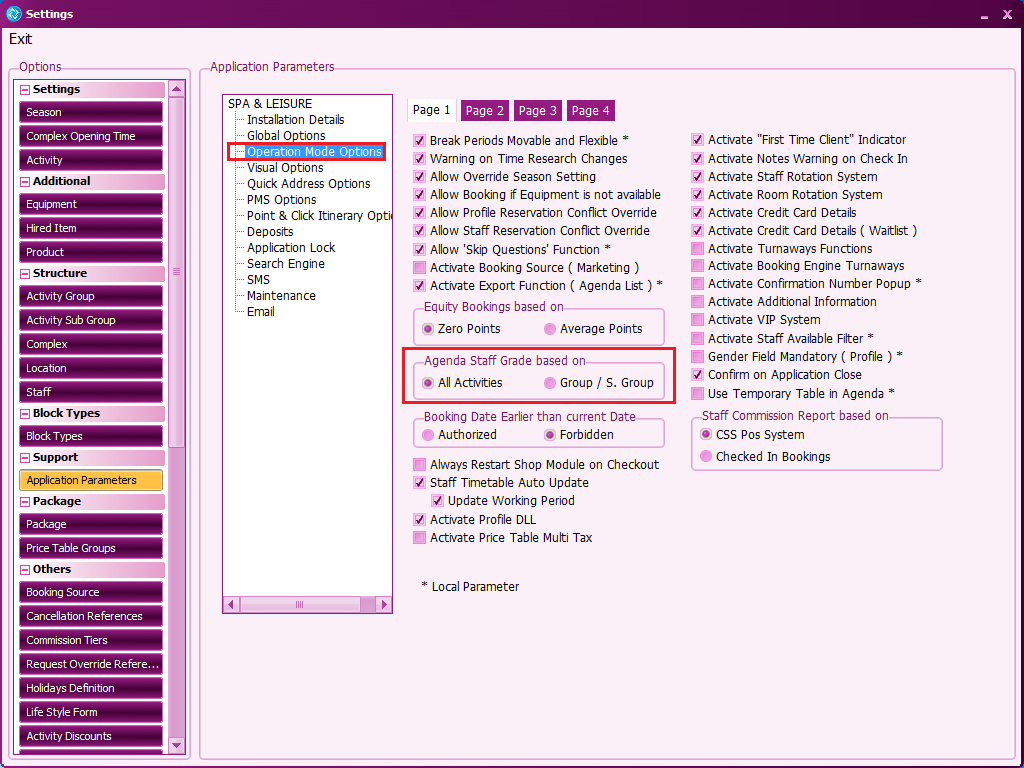 Settings
Exit
Options
Settings
Season
Complex Opening Time
Activity
Additional
Equipment
Hired Item
Product
Structure
Activity Group
Activity Sub Group
Complex
Location
Staff
Block Types
Block Types
Support
Application Parameters
Package
Package
Price Table Groups
Others
Booking Source
Cancellation References
Commission Tiers
Request Override Refere...
Holidays Definition
Life Style Form
Activity Discounts
Application Parameters
SPA & LEISURE
Installation Details
Global Options
Operation Mode Options
Visual Options
Quick Address Options
PMS Options
Point & Click Itinerary Opti
Deposits
Application Lock
Search Engine
SMS
Maintenance
Email
Page 1 Page 2 Page 3 Page 4
Break Periods Movable and Flexible *
Warning on Time Research Changes
Allow Override Season Setting
Allow Booking if Equipment is not available
Allow Profile Reservation Conflict Override
Allow Staff Reservation Conflict Override
Allow 'Skip Questions' Function *
Activate Booking Source ( Marketing )
Activate Export Function ( Agenda List ) *
Equity Bookings based on
Zero Points Average Points
Agenda Staff Grade based on
All Activities Group / S. Group
Booking Date Earlier than current Date
Authorized Forbidden
Always Restart Shop Module on Checkout
Staff Timetable Auto Update
Update Working Period
Activate Profile DLL
Activate Price Table Multi Tax
* Local Parameter
Activate "First Time Client" Indicator
Activate Notes Warning on Check In
Activate Staff Rotation System
Activate Room Rotation System
Activate Credit Card Details
Activate Credit Card Details ( Waitlist )
Activate Turnaways Functions
Activate Booking Engine Turnaways
Activate Confirmation Number Popup *
Activate Additional Information
Activate VIP System
Activate Staff Available Filter *
Gender Field Mandatory ( Profile ) *
Confirm on Application Close
Use Temporary Table in Agenda *
Staff Commission Report based on
CSS Pos System
Checked In Bookings